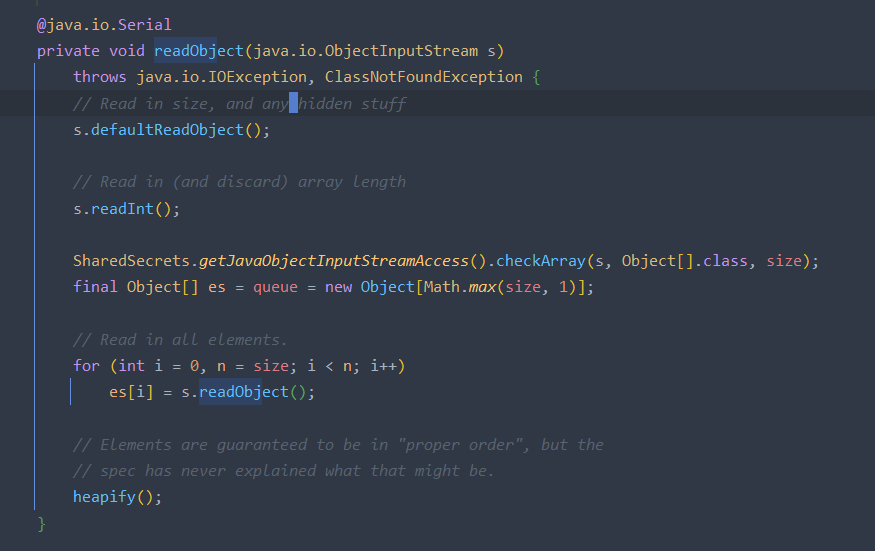 @java.io.Serial
private void readObject(java.io.ObjectInputStream s)
    throws java.io.IOException, ClassNotFoundException {
    // Read in size, and any hidden stuff
    s.defaultReadObject();

    // Read in (and discard) array length
    s.readInt();

    SharedSecrets.getJavaObjectInputStreamAccess().checkArray(s, Object[].class, size);
    final Object[] es = queue = new Object[Math.max(size, 1)];

    // Read in all elements.
    for (int i = 0, n = size; i < n; i++)
        es[i] = s.readObject();

    // Elements are guaranteed to be in "proper order", but the
    // spec has never explained what that might be.
    heapify();
}